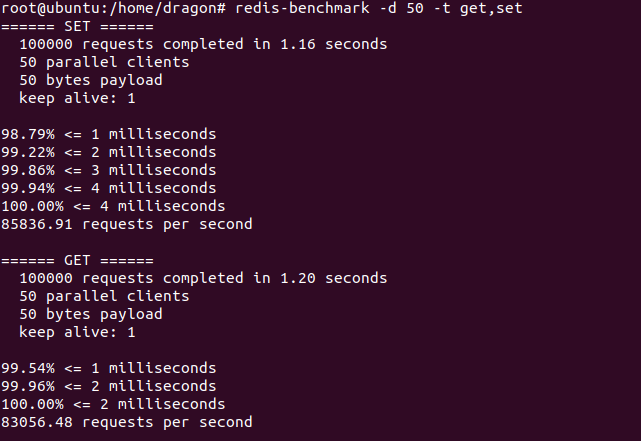 root@ubuntu:/home/dragon# redis-benchmark -d 50 -t get,set
====== SET ======
  100000 requests completed in 1.16 seconds
  50 parallel clients
  50 bytes payload
  keep alive: 1

98.79% <= 1 milliseconds
99.22% <= 2 milliseconds
99.86% <= 3 milliseconds
99.94% <= 4 milliseconds
100.00% <= 4 milliseconds
85836.91 requests per second

====== GET ======
  100000 requests completed in 1.20 seconds
  50 parallel clients
  50 bytes payload
  keep alive: 1

99.54% <= 1 milliseconds
99.96% <= 2 milliseconds
100.00% <= 2 milliseconds
83056.48 requests per second